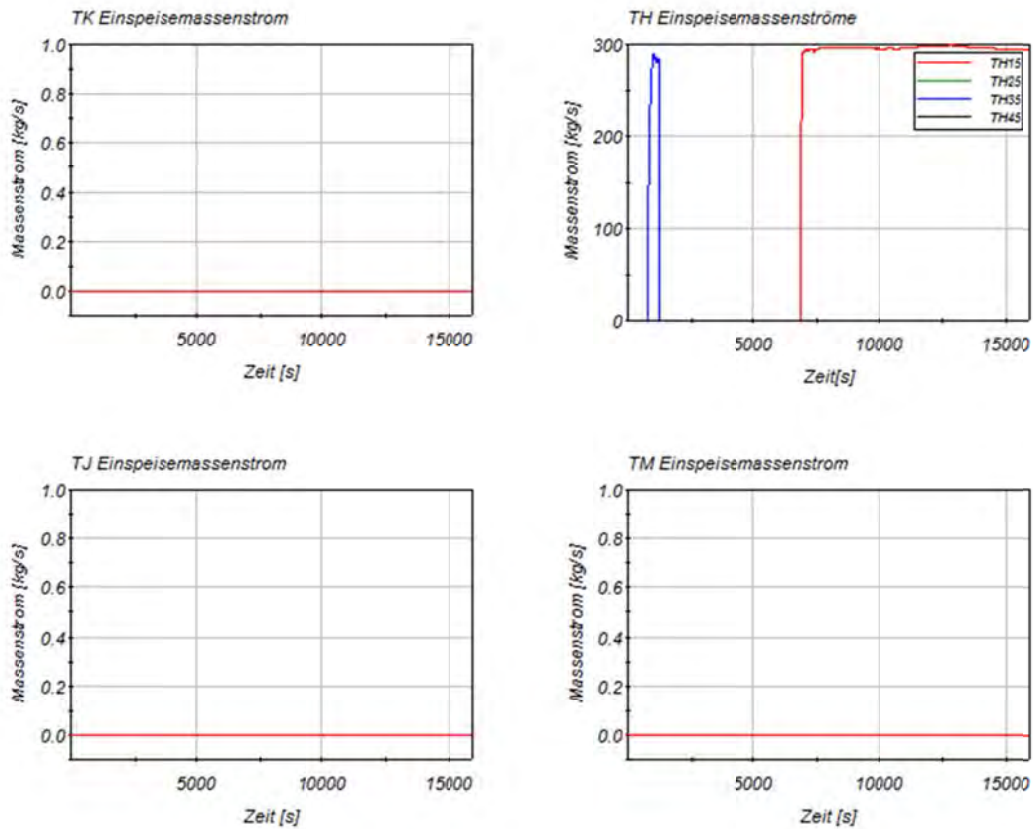 TK Einspeisemassenstrom
Massenstrom [kg/s]
1.0
0.8
0.6
0.4
0.2
0.0
5000 10000 15000
Zeit [s]
TH Einspeisemassenströme
Massenstrom [kg/s]
300
200
100
0
TH15
TH25
TH35
TH45
5000 10000 15000
Zeit[s]
TJ Einspeisemassenstrom
Massenstrom [kg/s]
1.0
0.8
0.6
0.4
0.2
0.0
5000 10000 15000
Zeit [s]
TM Einspeisemassenstrom
Massenstrom [kg/s]
1.0
0.8
0.6
0.4
0.2
0.0
5000 10000 15000
Zeit [s]